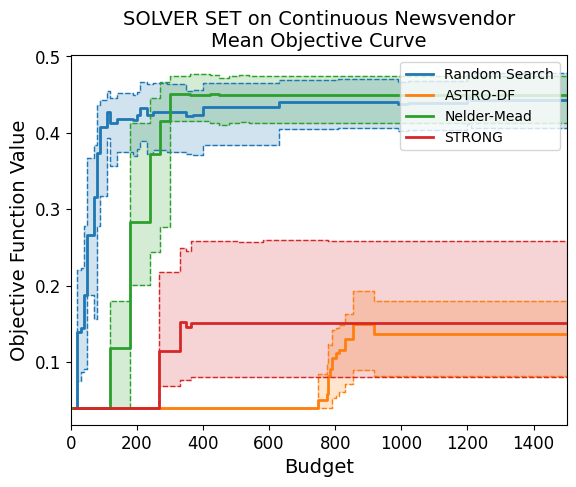 SOLVER SET on Continuous Newsvendor
Mean Objective Curve
Objective Function Value
0.5
0.4
0.3
0.2
0.1
Random Search
ASTRO-DF
Nelder-Mead
STRONG
0 200 400 600 800 1000 1200 1400
Budget